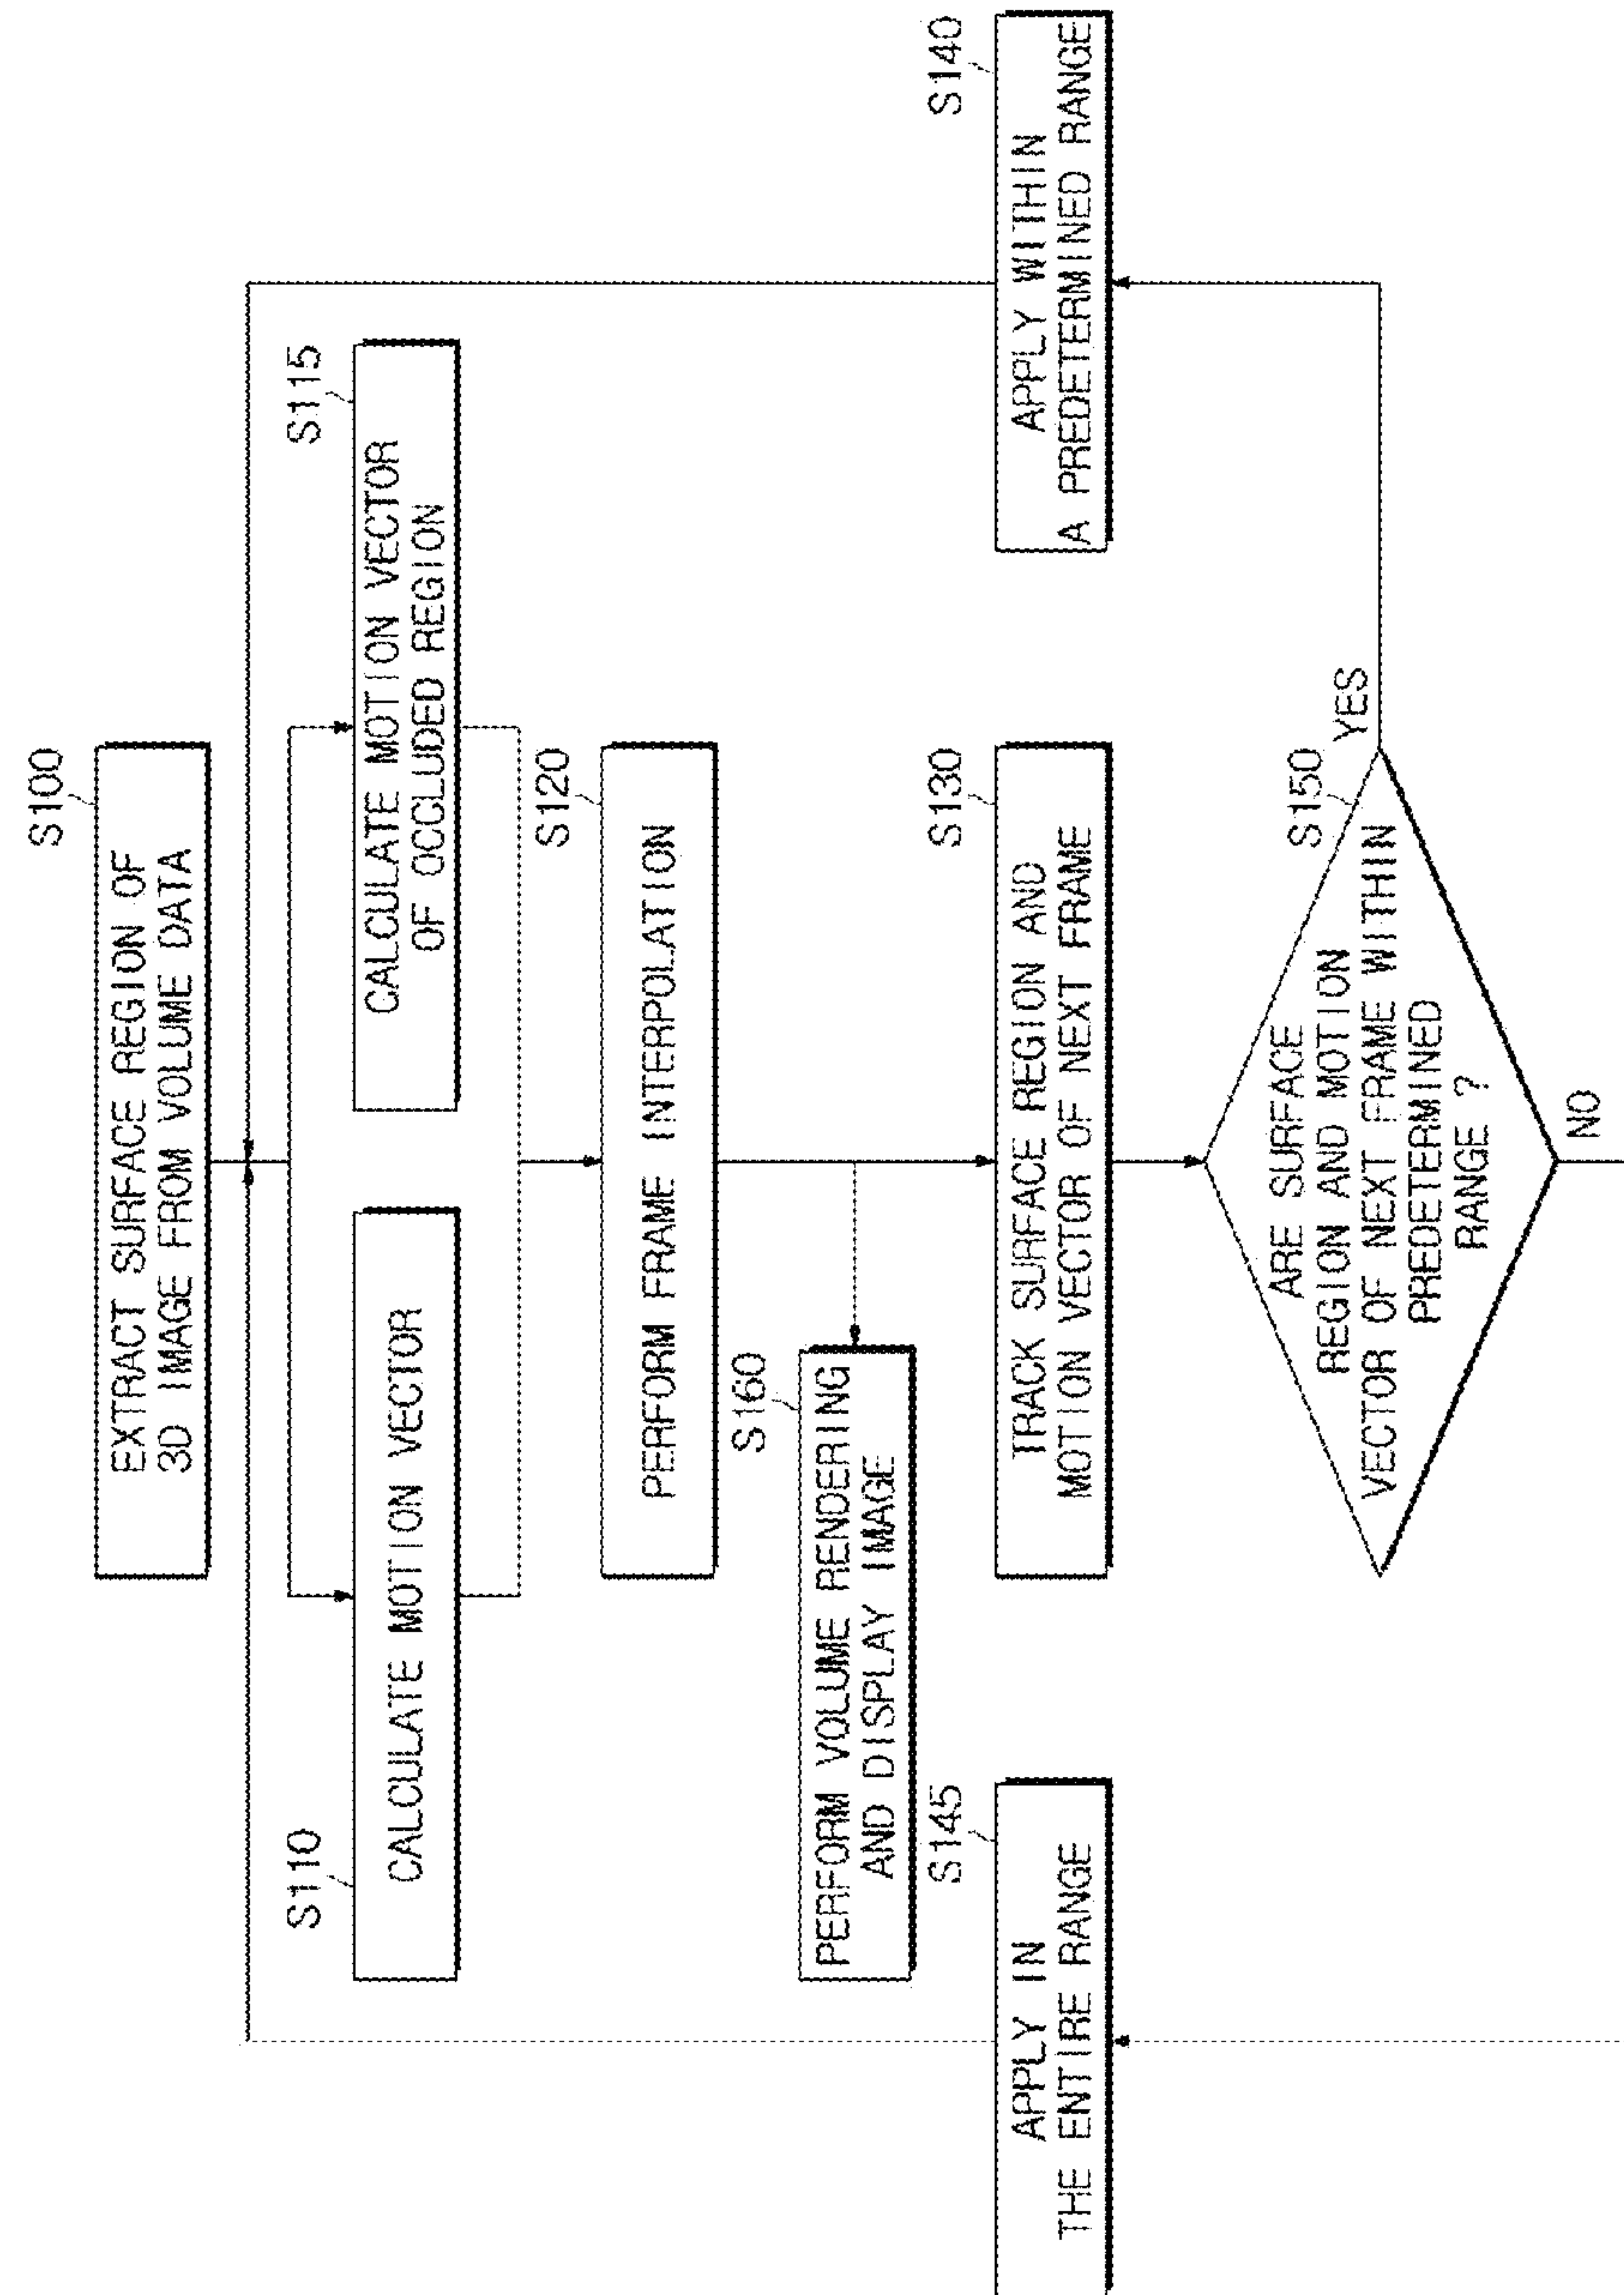 S100
EXTRACT SURFACE REGION OF
3D IMAGE FROM VOLUME DATA
S110
CALCULATE MOTION VECTOR
S115
CALCULATE MOTION VECTOR
OF OCCLUDED REGION
S120
PERFORM FRAME INTERPOLATION
S160
PERFORM VOLUME RENDERING
AND DISPLAY IMAGE
S145
APPLY IN
THE ENTIRE RANGE
S130
TRACK SURFACE REGION AND
MOTION VECTOR OF NEXT FRAME
S140
APPLY WITHIN
A PREDETERMINED RANGE
S150
ARE SURFACE
REGION AND MOTION
VECTOR OF NEXT FRAME WITHIN
PREDETERMINED
RANGE ?
YES
NO